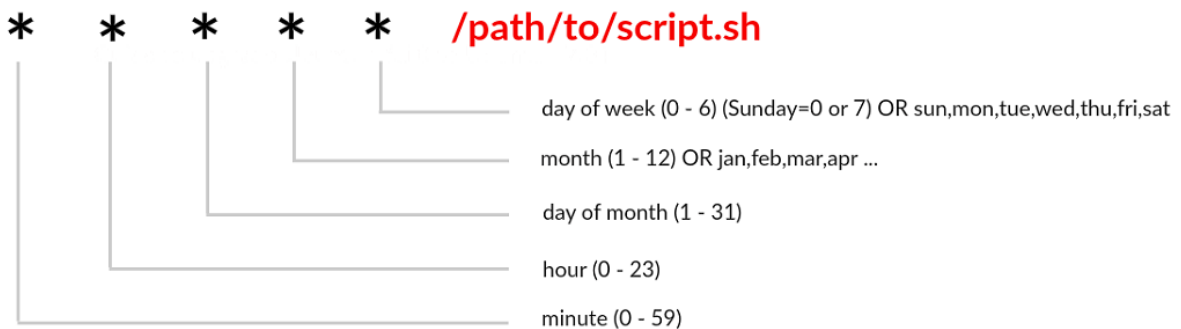 * * * * * /path/to/script.sh
day of week (0 - 6) (Sunday=0 or 7) OR sun,mon,tue,wed,thu,fri,sat
month (1 - 12) OR jan,feb,mar,apr ...
day of month (1 - 31)
hour (0 - 23)
minute (0 - 59)